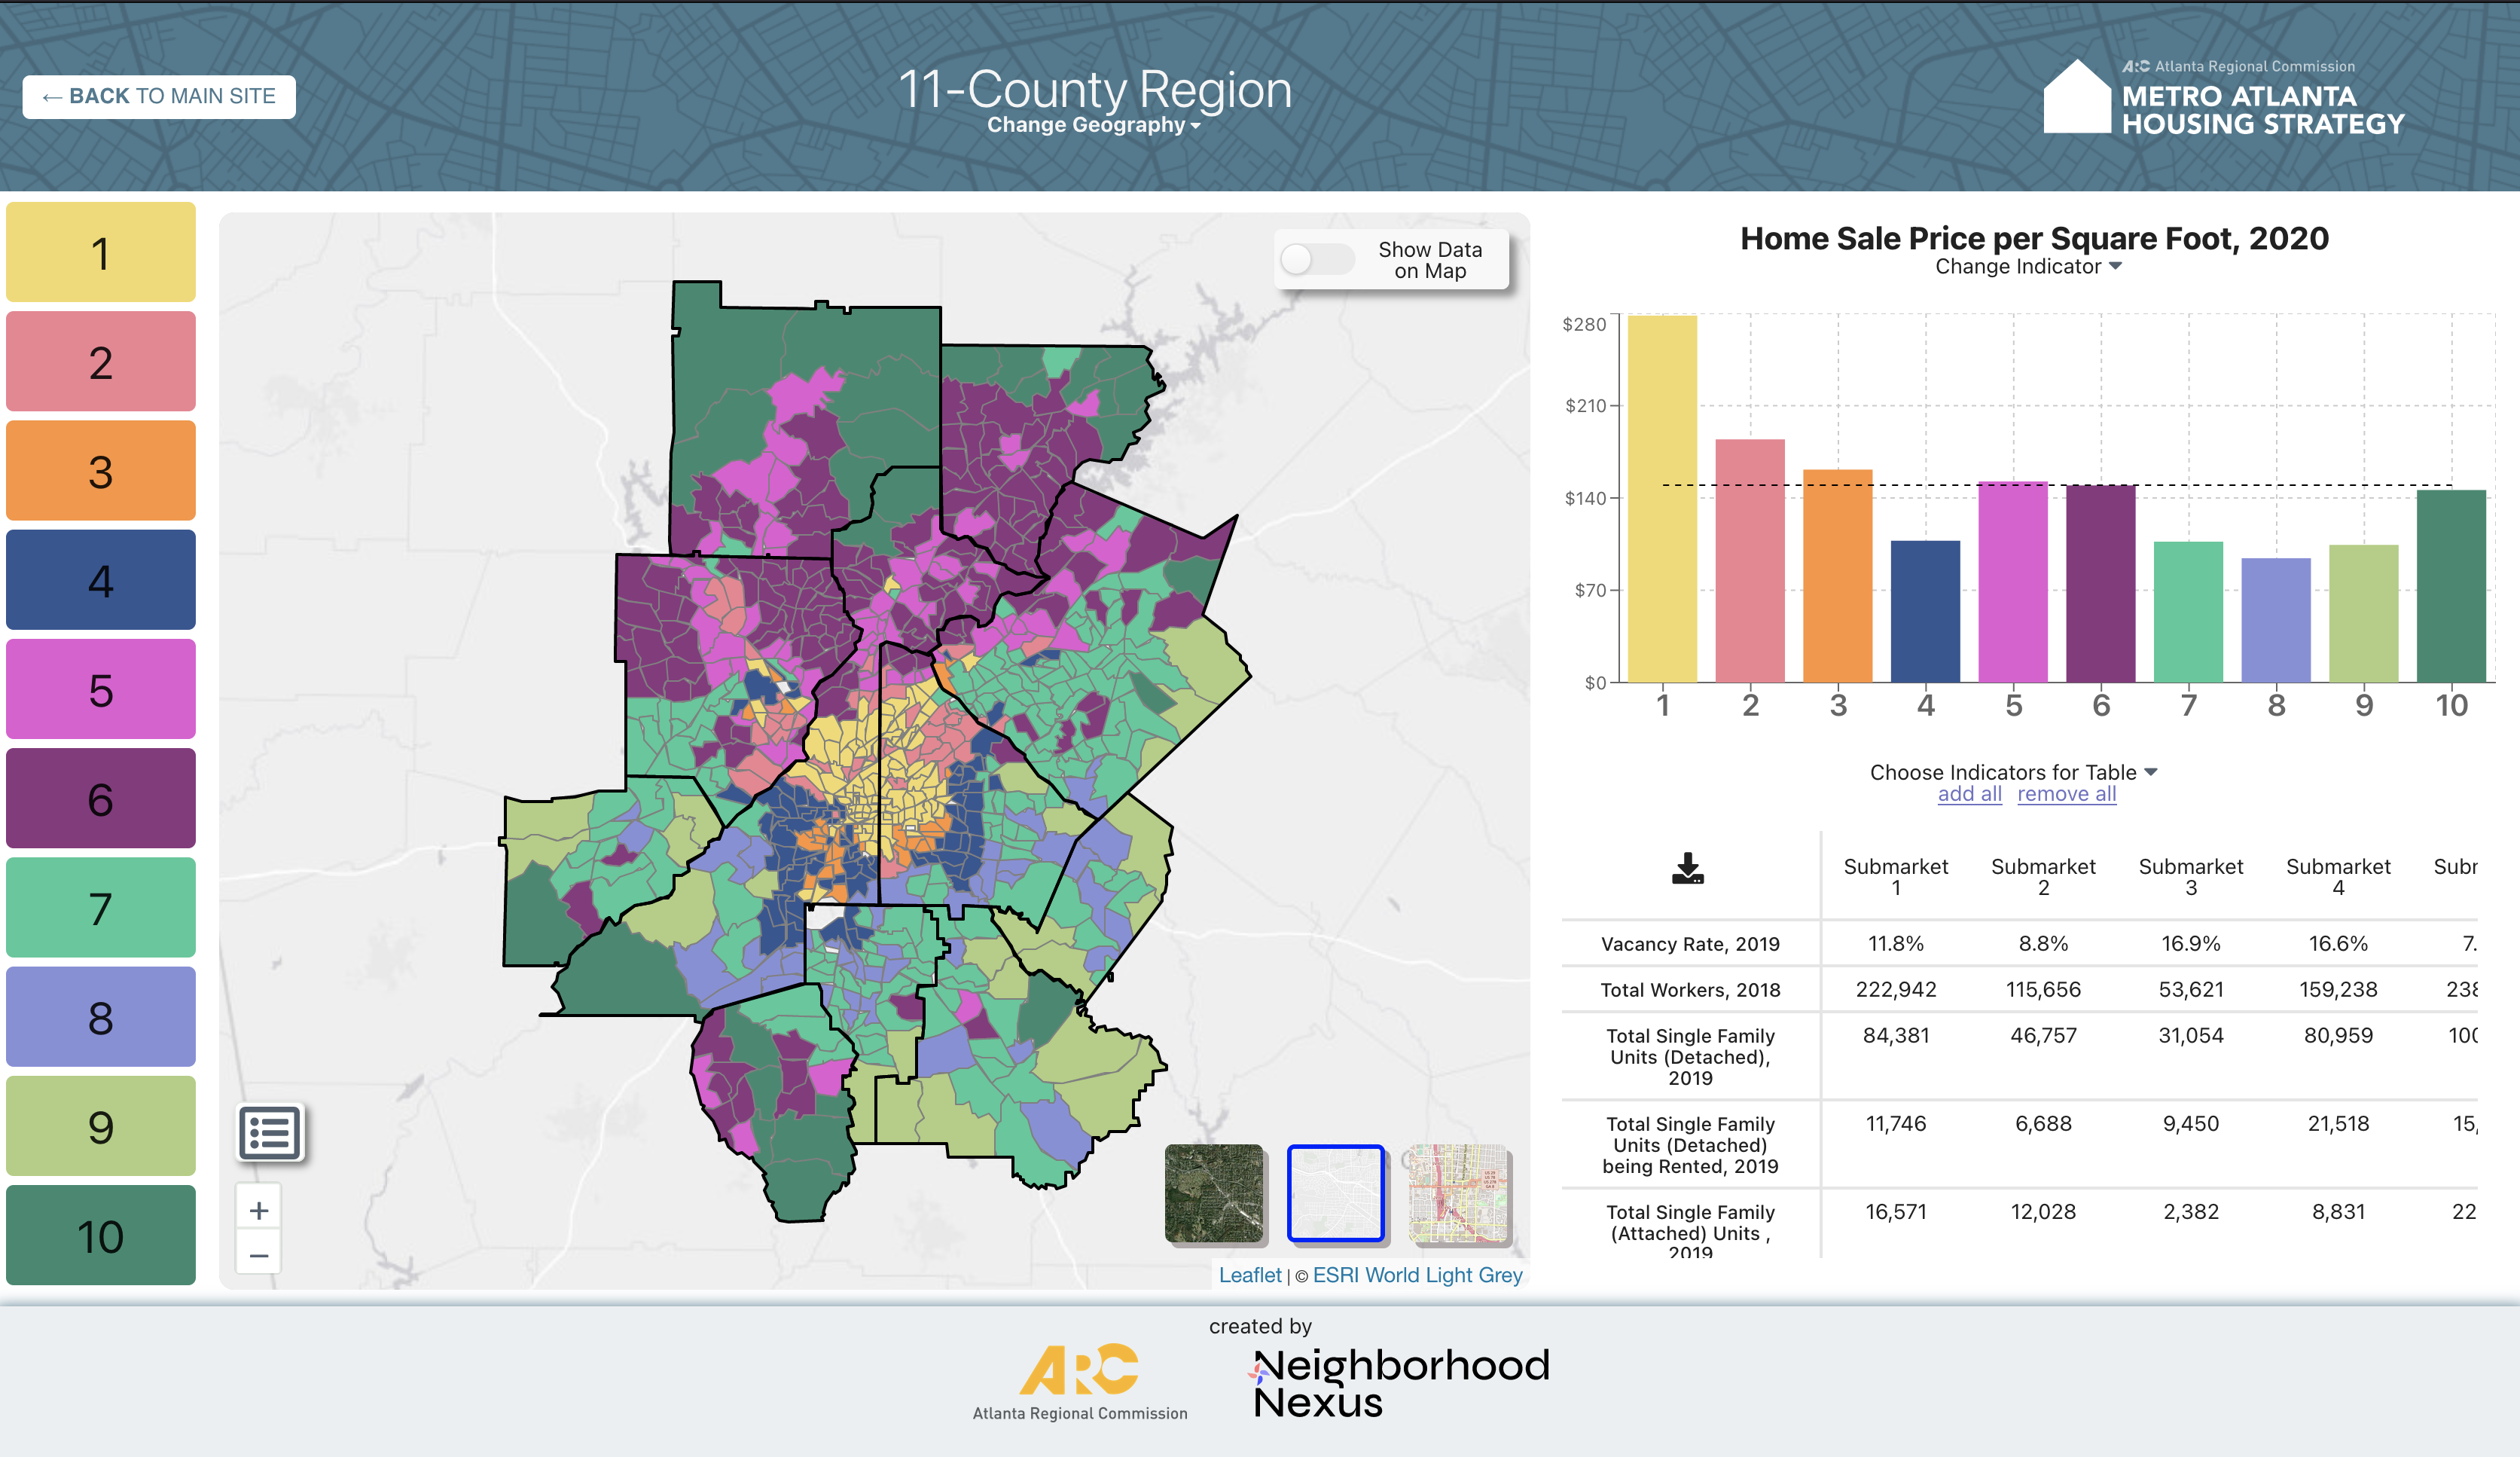 ← BACK TO MAIN SITE
11-County Region
Change Geography
ARC Atlanta Regional Commission
METRO ATLANTA
HOUSING STRATEGY
1
2
3
4
5
6
7
8
9
10
Show Data
on Map
+
−
Leaflet | © ESRI World Light Grey
Home Sale Price per Square Foot, 2020
Change Indicator
$280
$210
$140
$70
$0
1 2 3 4 5 6 7 8 9 10
Choose Indicators for Table
add all remove all
Submarket Submarket Submarket Submarket Subr
1 2 3 4
Vacancy Rate, 2019 11.8% 8.8% 16.9% 16.6% 7.
Total Workers, 2018 222,942 115,656 53,621 159,238 238
Total Single Family 84,381 46,757 31,054 80,959 100
Units (Detached),
2019
Total Single Family 11,746 6,688 9,450 21,518 15,
Units (Detached)
being Rented, 2019
Total Single Family 16,571 12,028 2,382 8,831 22
(Attached) Units ,
2019
created by
ARC
Atlanta Regional Commission
Neighborhood
Nexus